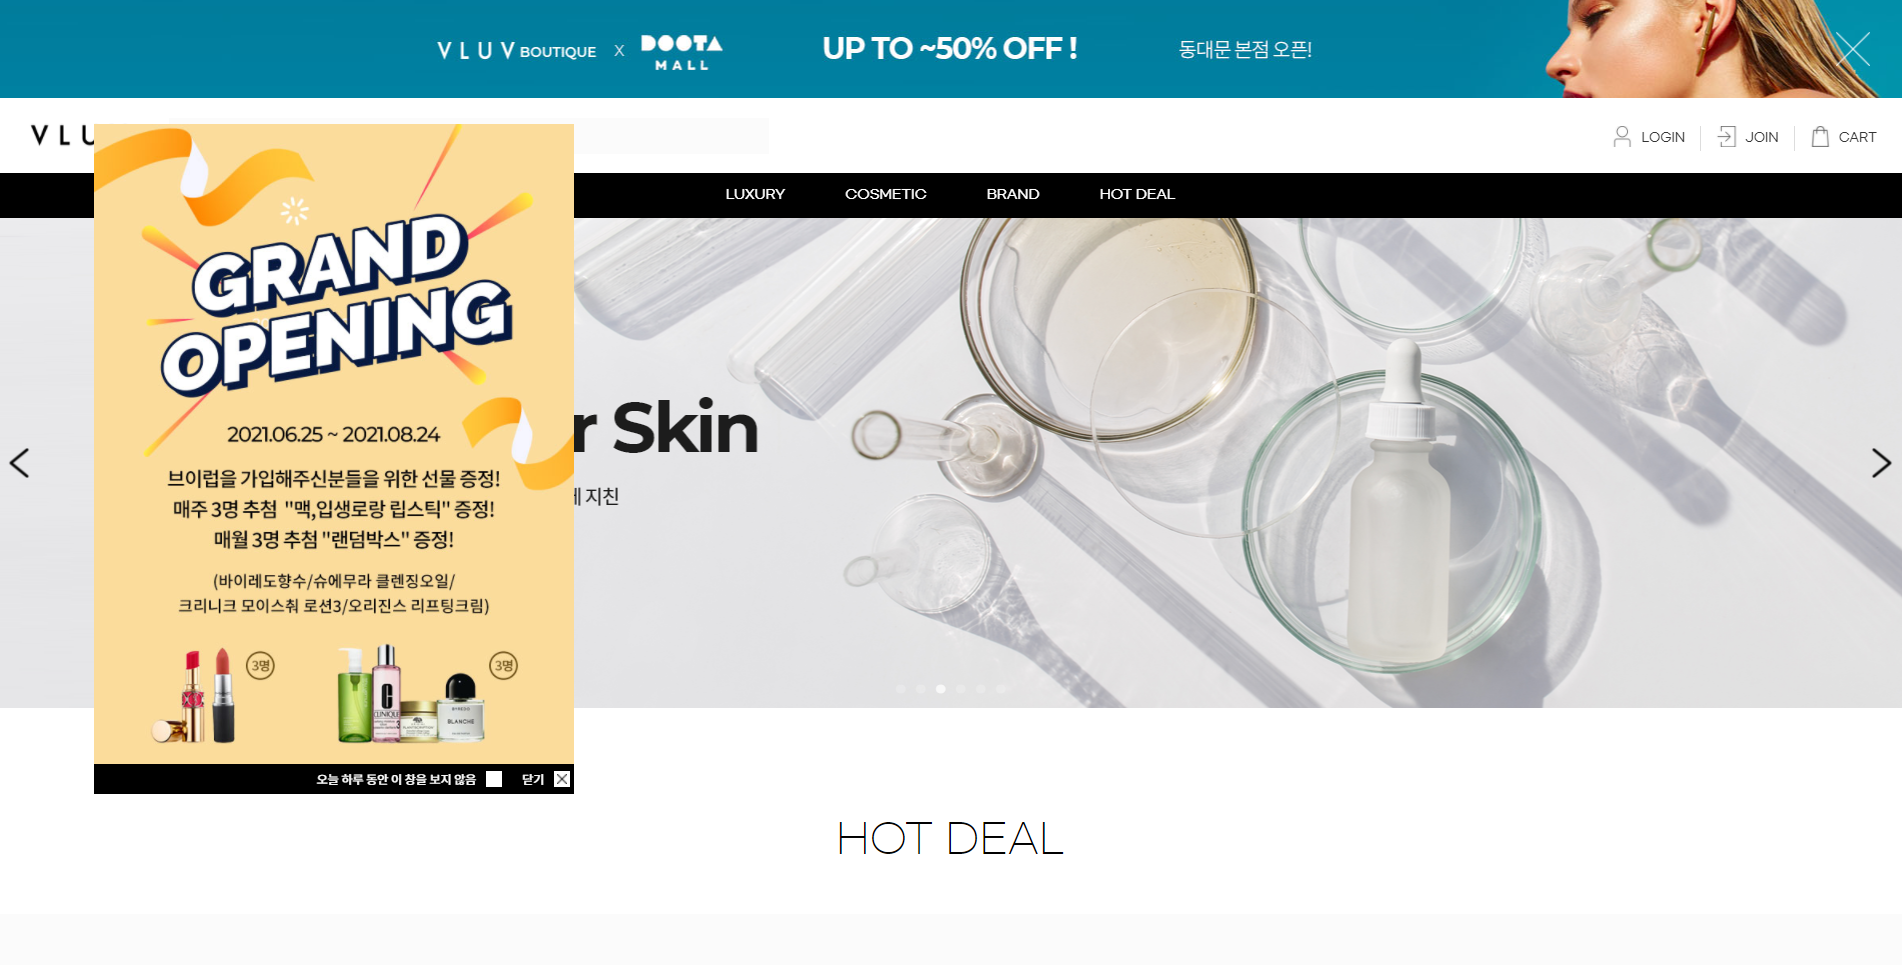 VLUV BOUTIQUE X DOOTA MALL
UP TO ~50% OFF !
동대문 본점 오픈!
LOGIN
JOIN
CART
LUXURY
COSMETIC
BRAND
HOT DEAL
GRAND
OPENING
2021.06.25 ~ 2021.08.24
브이럽을 가입해주신분들을 위한 선물 증정!
매주 3명 추첨 "맥,입생로랑 립스틱" 증정!
매월 3명 추첨 "랜덤박스" 증정!
(바이레도향수/슈에무라 클렌징오일/
크리니크 모이스춰 로션3/오리진스 리프팅크림)
3명
3명
CLINIQUE
BYREDO
BLANCHE
오늘 하루 동안 이 창을 보지 않음
닫기
Skin
지친
HOT DEAL